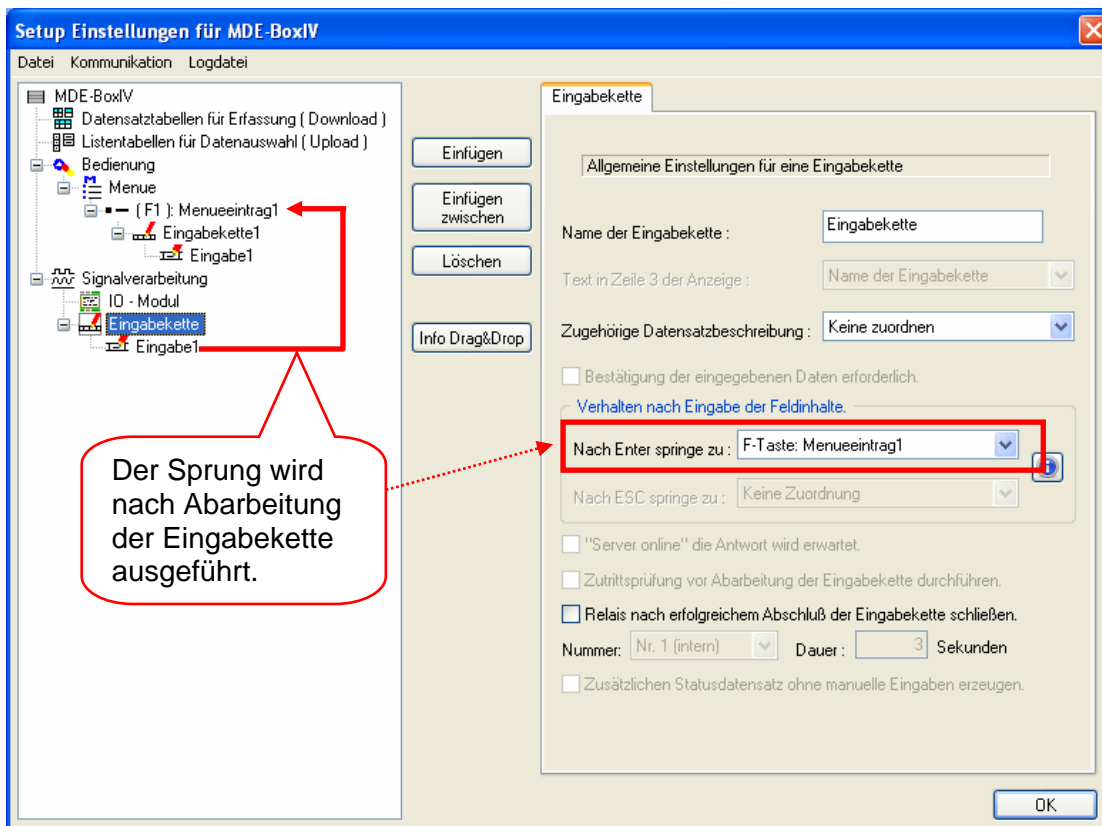 Setup Einstellungen für MDE-BoxIV
Datei Kommunikation Logdatei
MDE-BoxIV
Datensatztabellen für Erfassung ( Download )
Listentabellen für Datenauswahl ( Upload )
Bedienung
Menue
( F1 ): Menueeintrag1
Eingabekette1
Eingabe1
Signalverarbeitung
IO - Modul
Eingabekette
Eingabe1
Der Sprung wird
nach Abarbeitung
der Eingabekette
ausgeführt.
Einfügen
Einfügen
zwischen
Löschen
Info Drag&Drop
Eingabekette
Allgemeine Einstellungen für eine Eingabekette
Name der Eingabekette : Eingabekette
Text in Zeile 3 der Anzeige : Name der Eingabekette
Zugehörige Datensatzbeschreibung : Keine zuordnen
Bestätigung der eingegebenen Daten erforderlich.
Verhalten nach Eingabe der Feldinhalte.
Nach Enter springe zu : F-Taste: Menueeintrag1
Nach ESC springe zu : Keine Zuordnung
"Server online" die Antwort wird erwartet.
Zutrittsprüfung vor Abarbeitung der Eingabekette durchführen.
Relais nach erfolgreichem Abschluß der Eingabekette schließen.
Nummer: Nr. 1 (intern) Dauer : 3 Sekunden
Zusätzlichen Statusdatensatz ohne manuelle Eingaben erzeugen.
OK